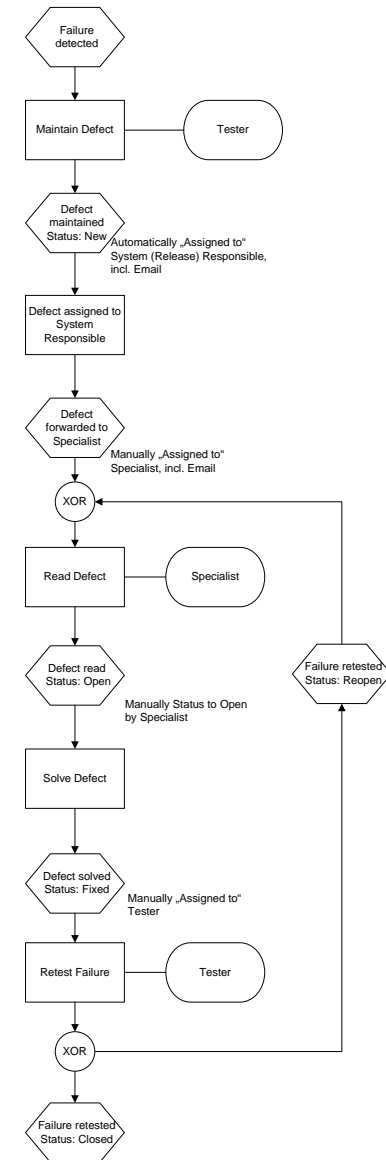 Failure
detected
Maintain Defect
Tester
Defect
maintained
Status: New
Automatically „Assigned to“
System (Release) Responsible,
incl. Email
Defect assigned to
System
Responsible
Defect
forwarded to
Specialist
Manually „Assigned to“
Specialist, incl. Email
XOR
Read Defect
Specialist
Defect read
Status: Open
Failure retested
Status: Reopen
Manually Status to Open
by Specialist
Solve Defect
Defect solved
Status: Fixed
Manually „Assigned to“
Tester
Retest Failure
Tester
XOR
Failure retested
Status: Closed